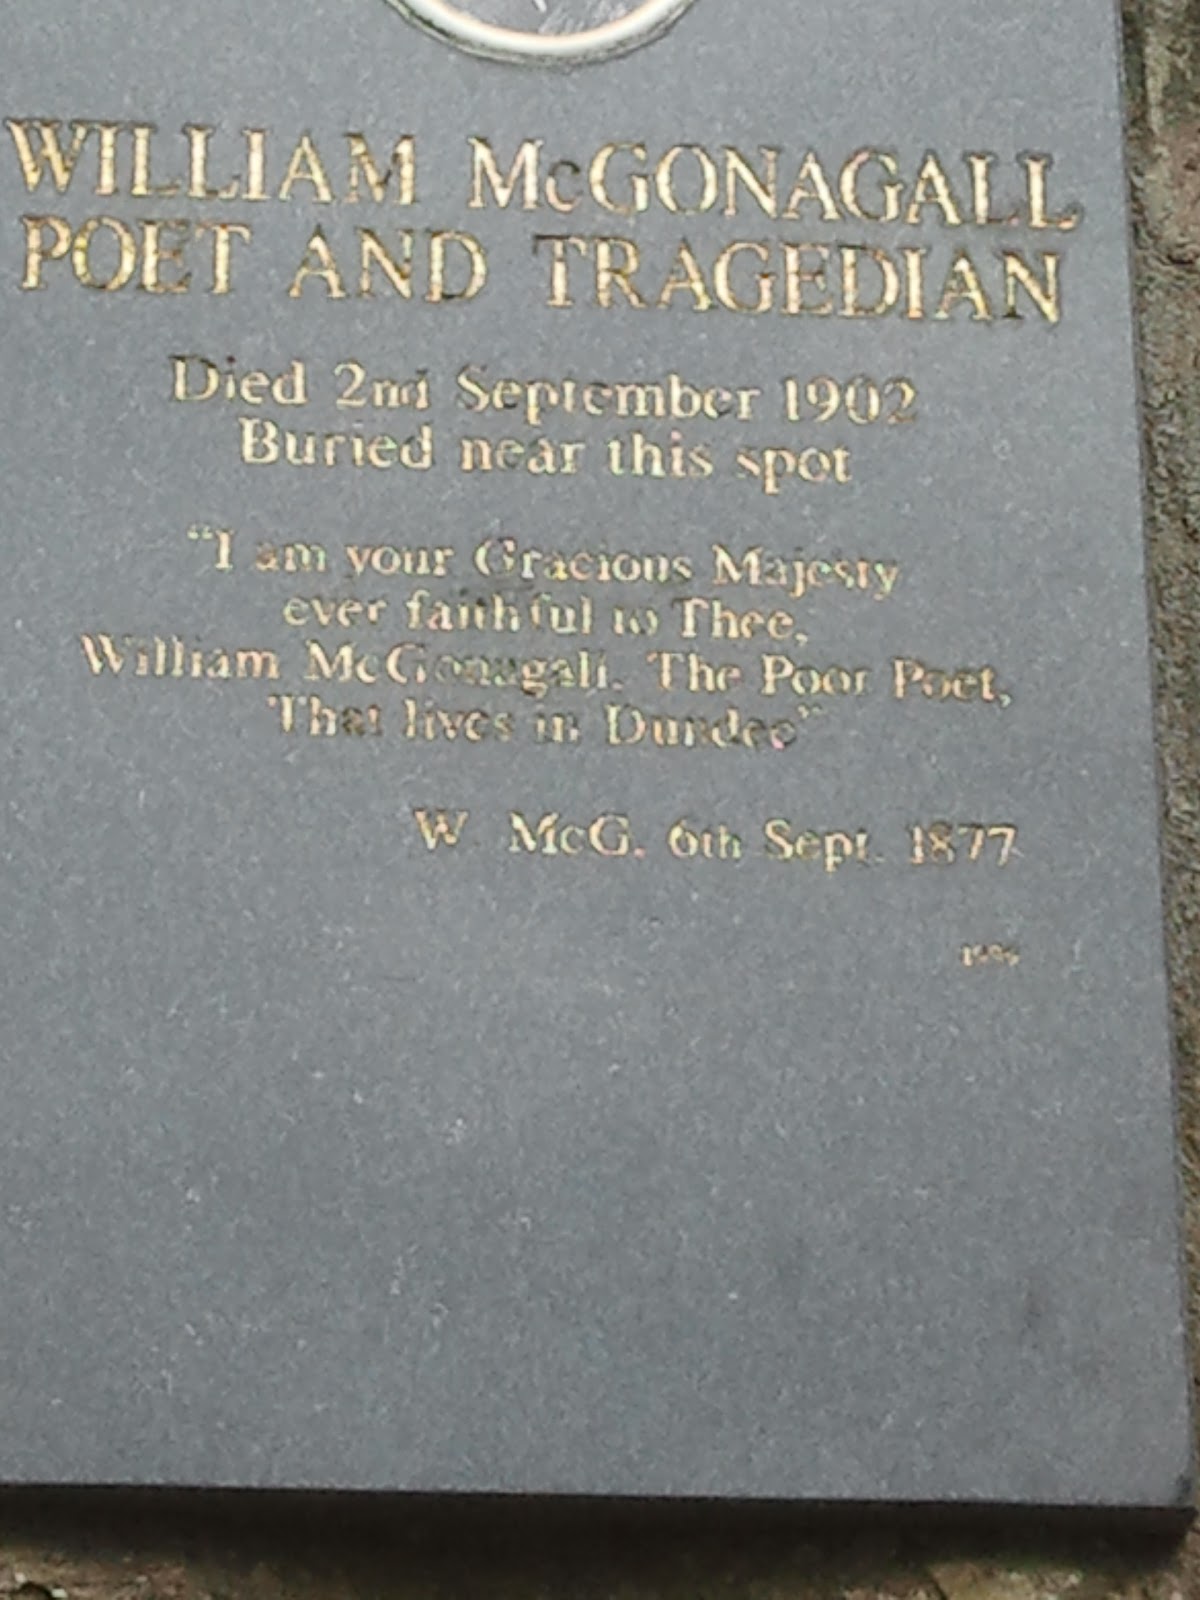 WILLIAM McGONAGALL
POET AND TRAGEDIAN
Died 2nd September 1902
Buried near this spot
“I am your Gracious Majesty
ever faithful to Thee,
William McGonagall. The Poor Poet,
That lives in Dundee”
W. McG. 6th Sept. 1877